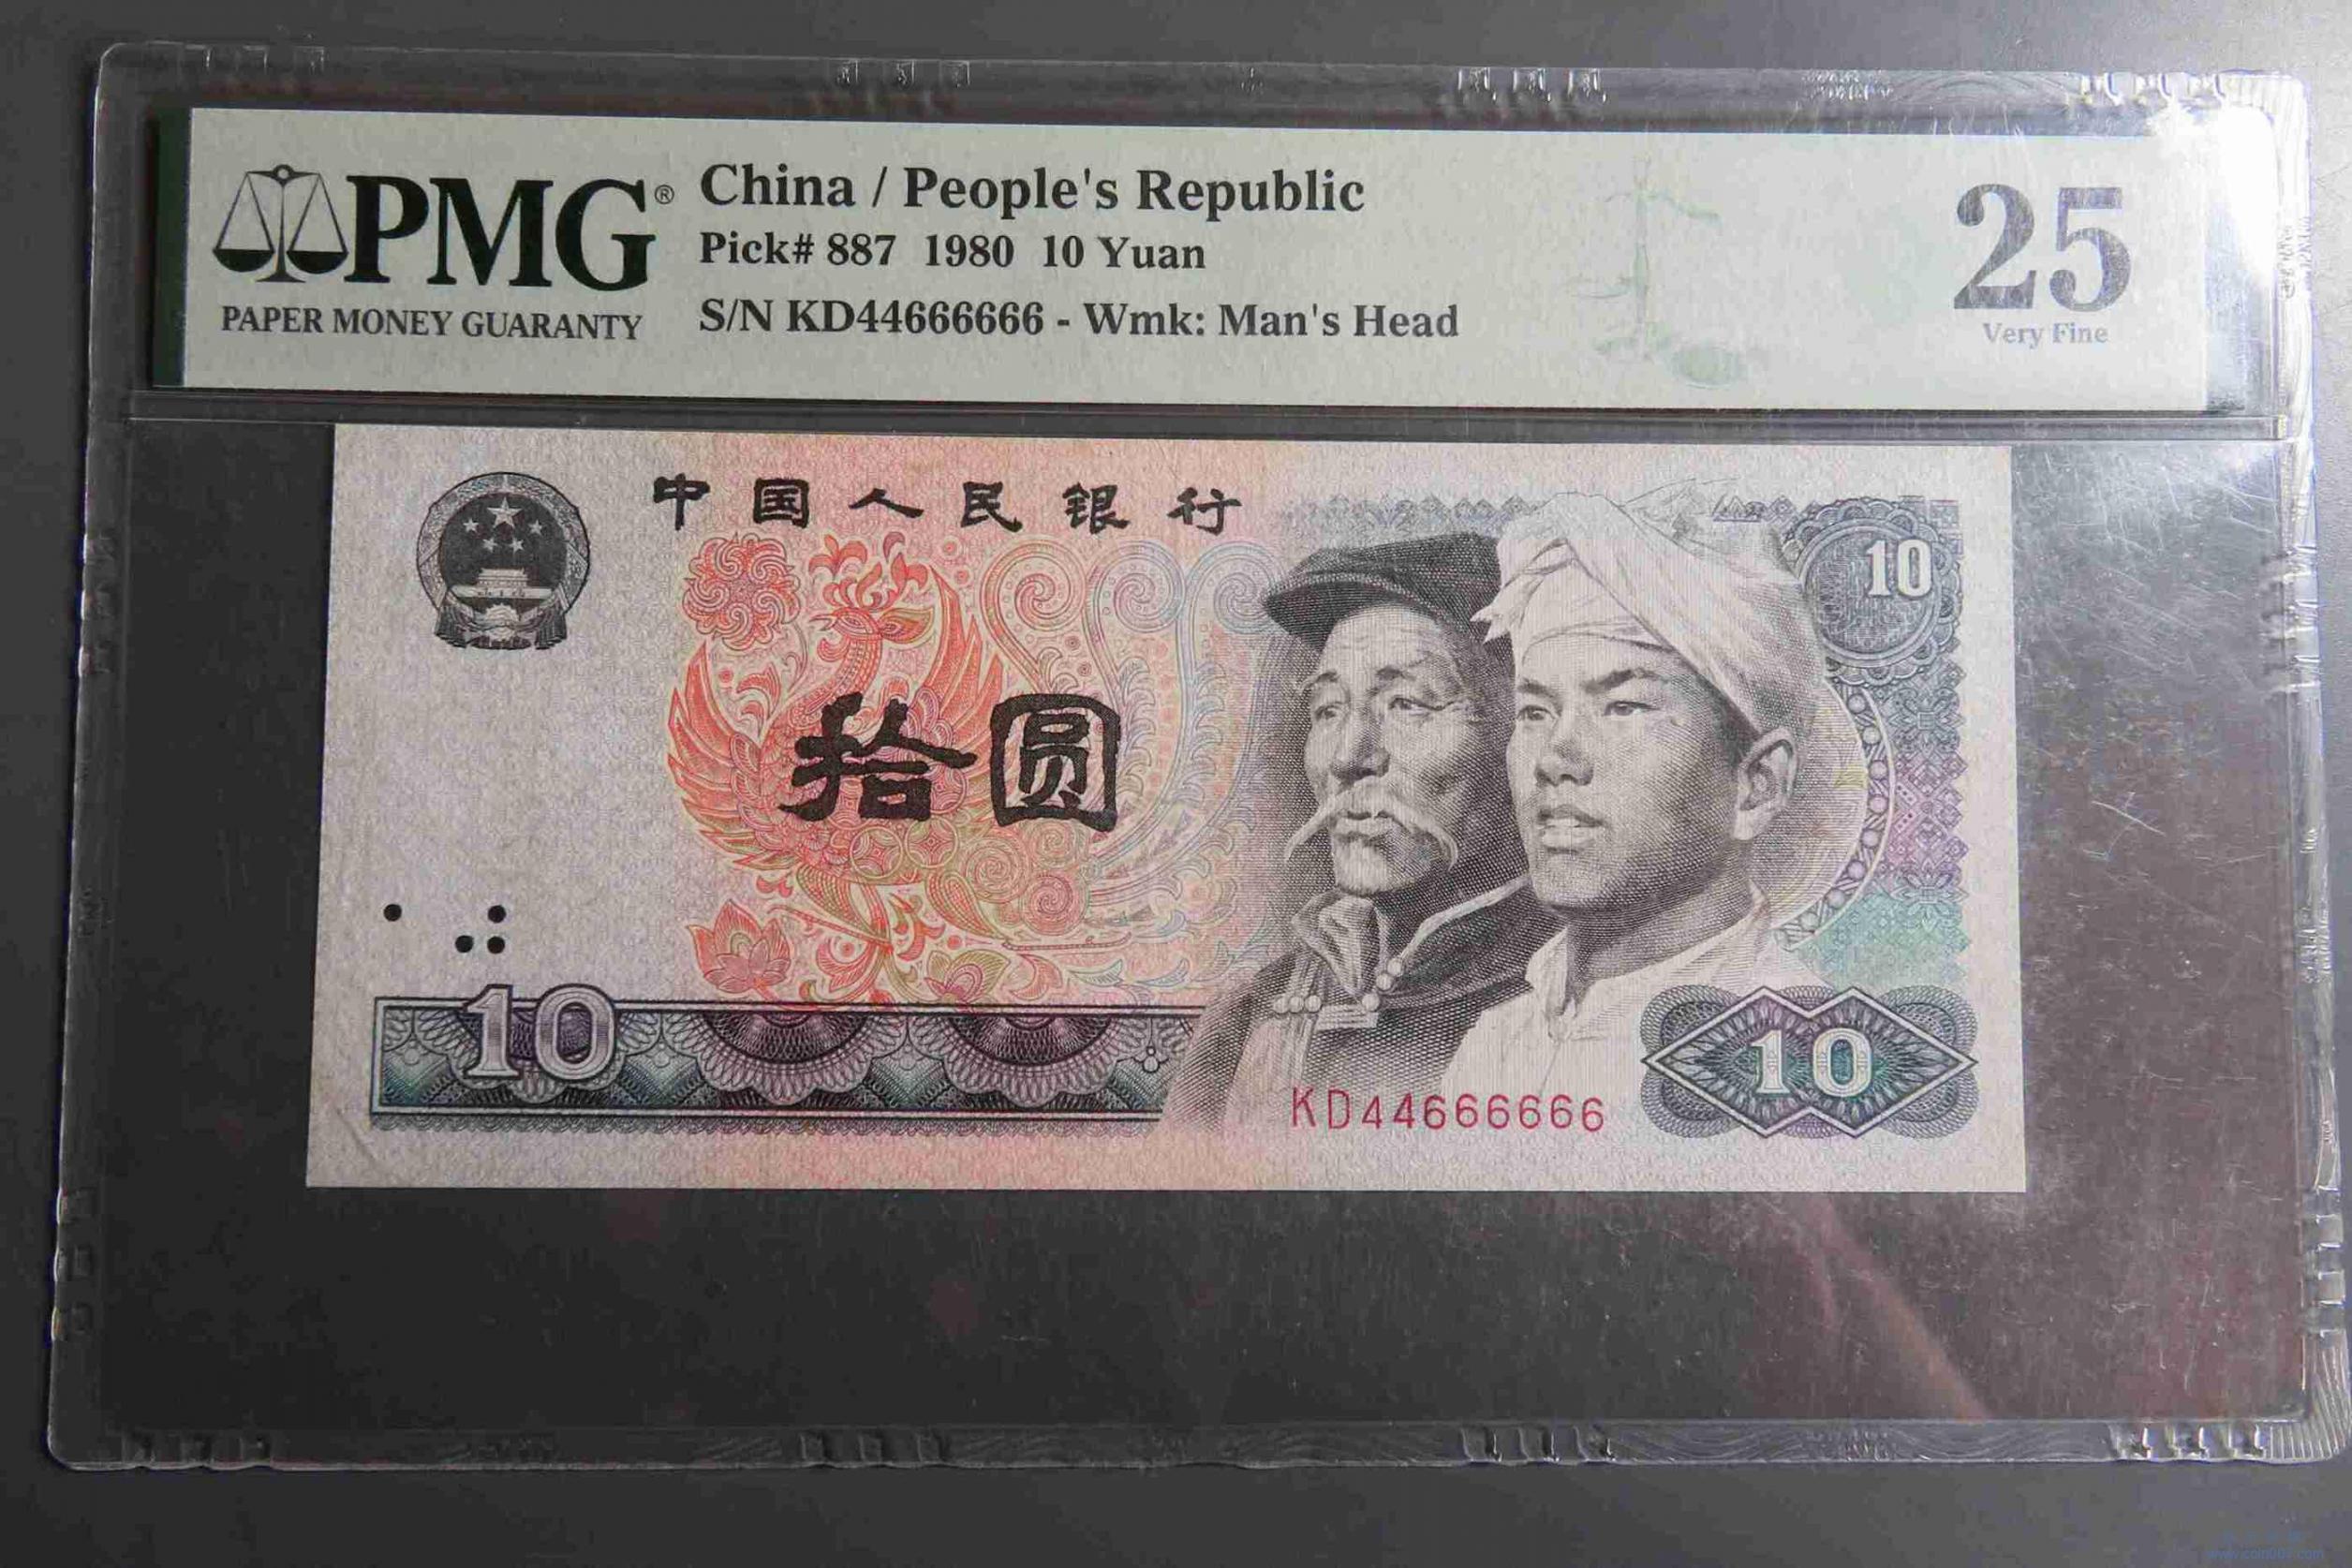 PMG®
PAPER MONEY GUARANTY
China / People's Republic
Pick# 887 1980 10 Yuan
S/N KD44666666 - Wmk: Man's Head
25
Very Fine
中国人民银行
10
拾圆
10
10
KD44666666